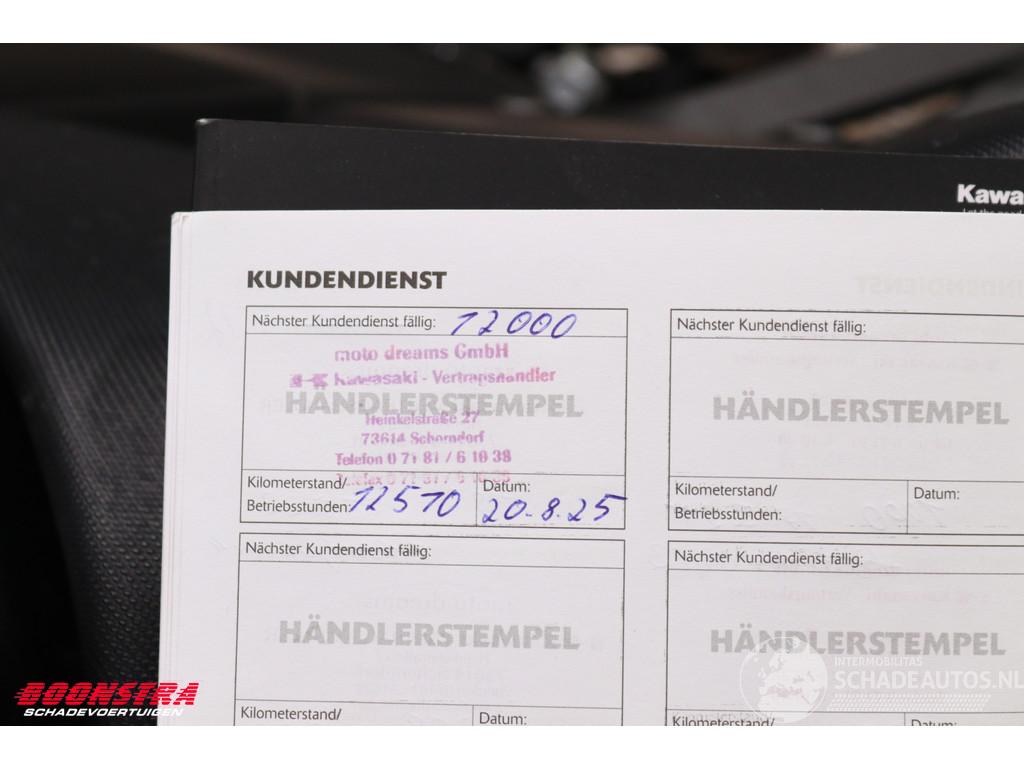 Kawa
KUNDENDIENST
Nächster Kundendienst fällig: 12000
moto dreams GmbH
Kawasaki - Vertragshändler
HÄNDLERSTEMPEL
Heinkelstraße 27
73614 Schorndorf
Telefon 0 71 81 / 6 10 38
Kilometerstand/
Betriebsstunden: 12510
Datum:
20.8.25
Nächster Kundendienst fällig:
HÄNDLERSTEMPEL
Kilometerstand/
Betriebsstunden:
Datum:
Nächster Kundendienst fällig:
HÄNDLERSTEMPEL
Kilometerstand/
Datum:
Nächster Kundendienst fällig:
HÄNDLERSTEMPEL
Kilometerstand/
Datum:
BOONSTRA
SCHADEVOERTUIGEN
INTERMOBILITAS
SCHADEAUTOS.NL